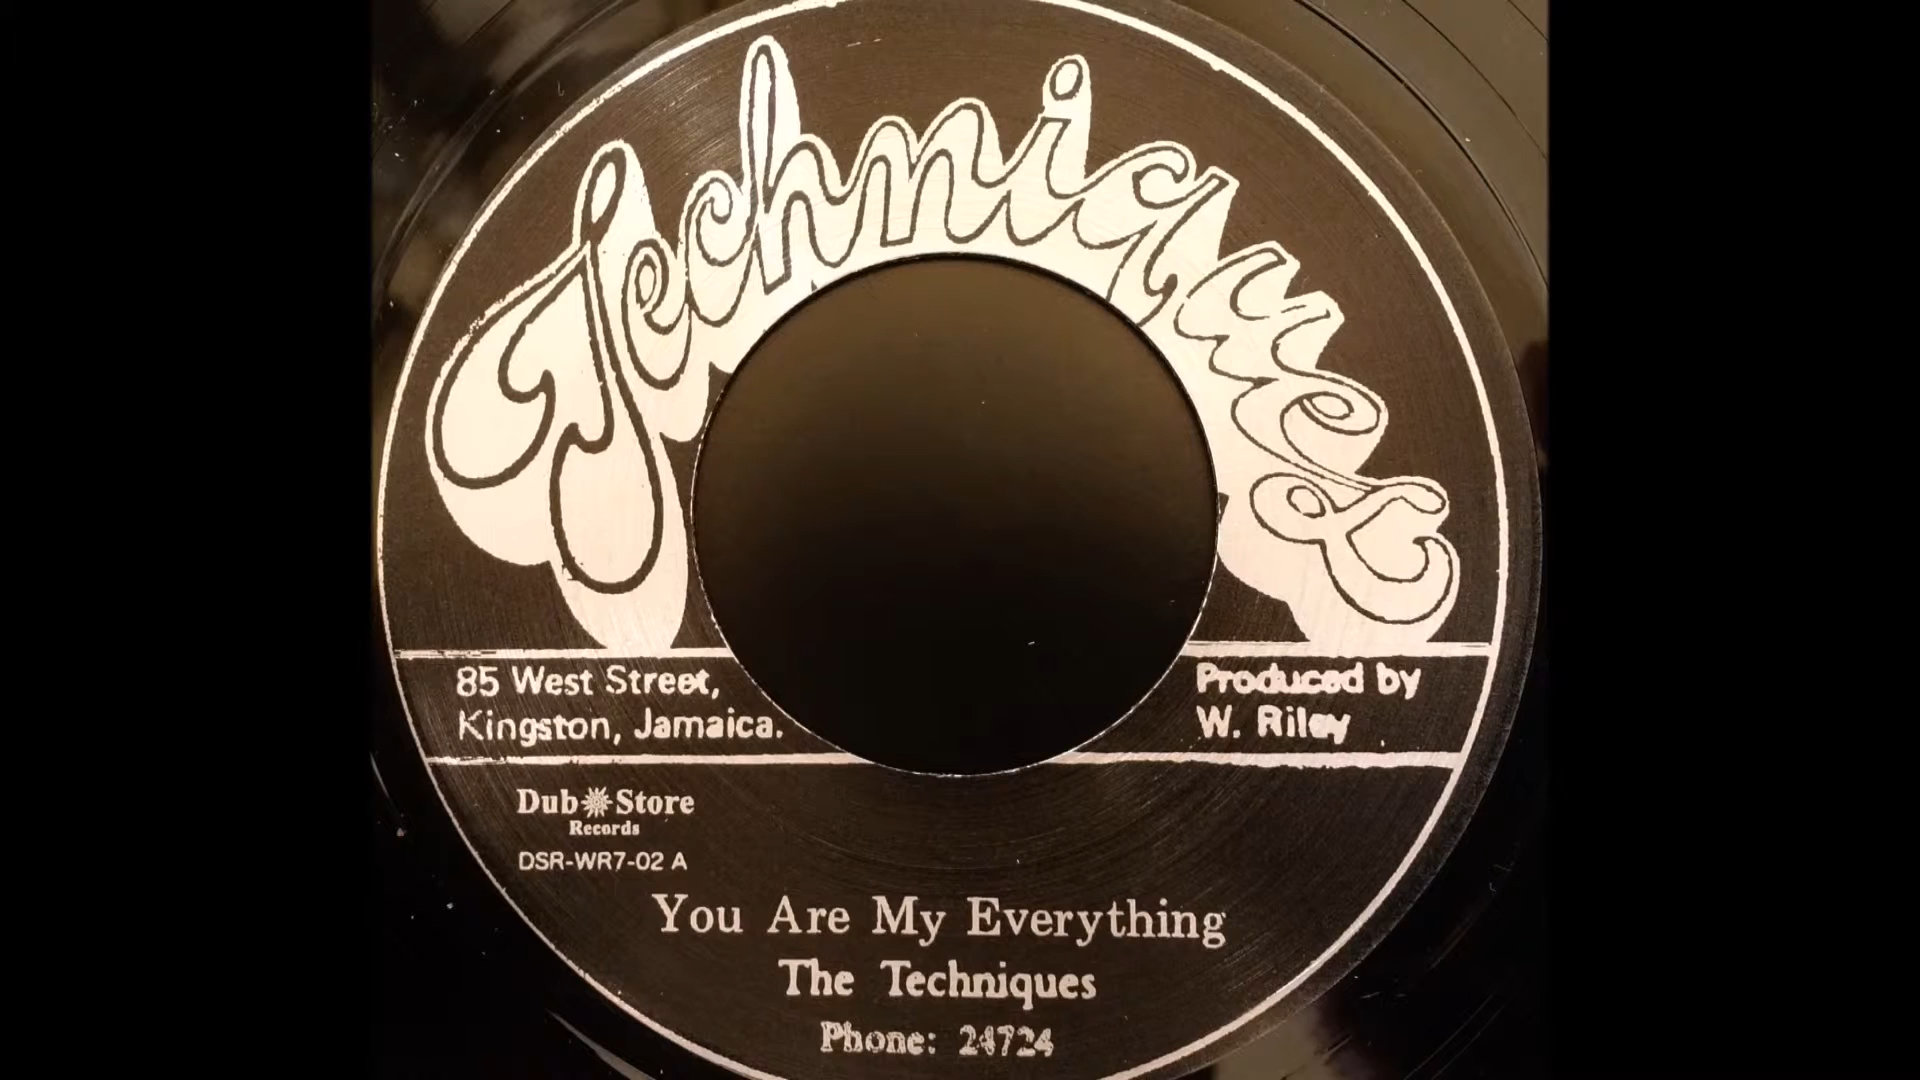 Techniques
85 West Street,
Kingston, Jamaica.
Produced by
W. Riley
Dub Store
Records
DSR-WR7-02 A
You Are My Everything
The Techniques
Phone: 24724